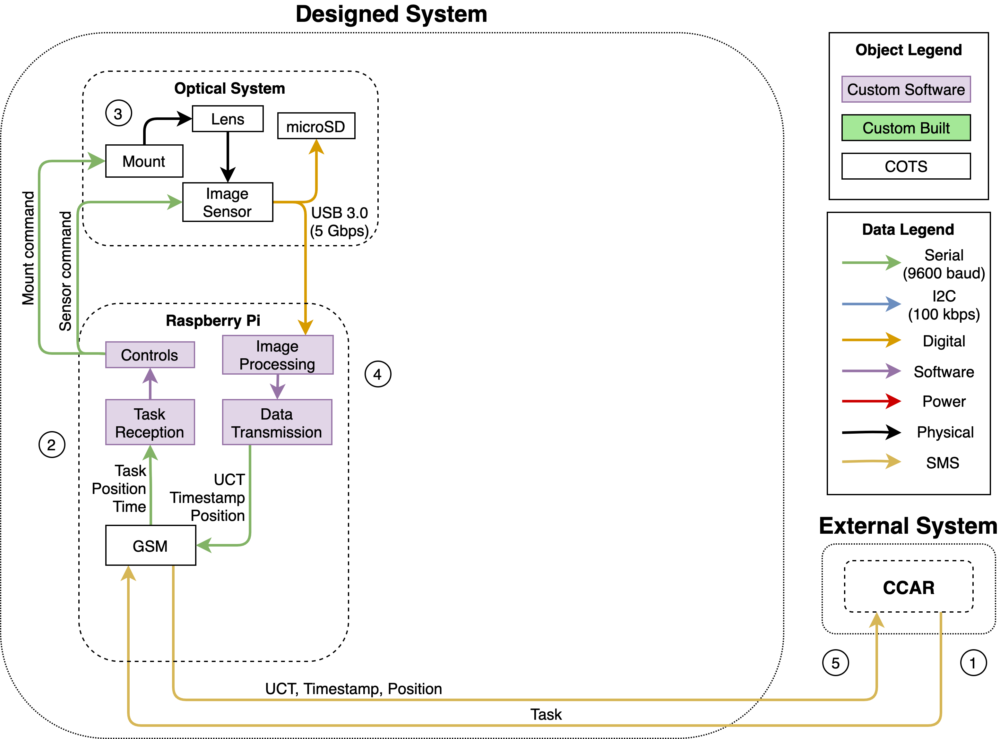 Designed System
Optical System
3
Lens
microSD
Mount
Image
Sensor
USB 3.0
(5 Gbps)
Mount command
Sensor command
Raspberry Pi
Controls
Image
Processing
4
Task
Reception
Data
Transmission
2
Task
Position
Time
UCT
Timestamp
Position
GSM
UCT, Timestamp, Position
Task
Object Legend
Custom Software
Custom Built
COTS
Data Legend
Serial
(9600 baud)
I2C
(100 kbps)
Digital
Software
Power
Physical
SMS
External System
CCAR
5
1